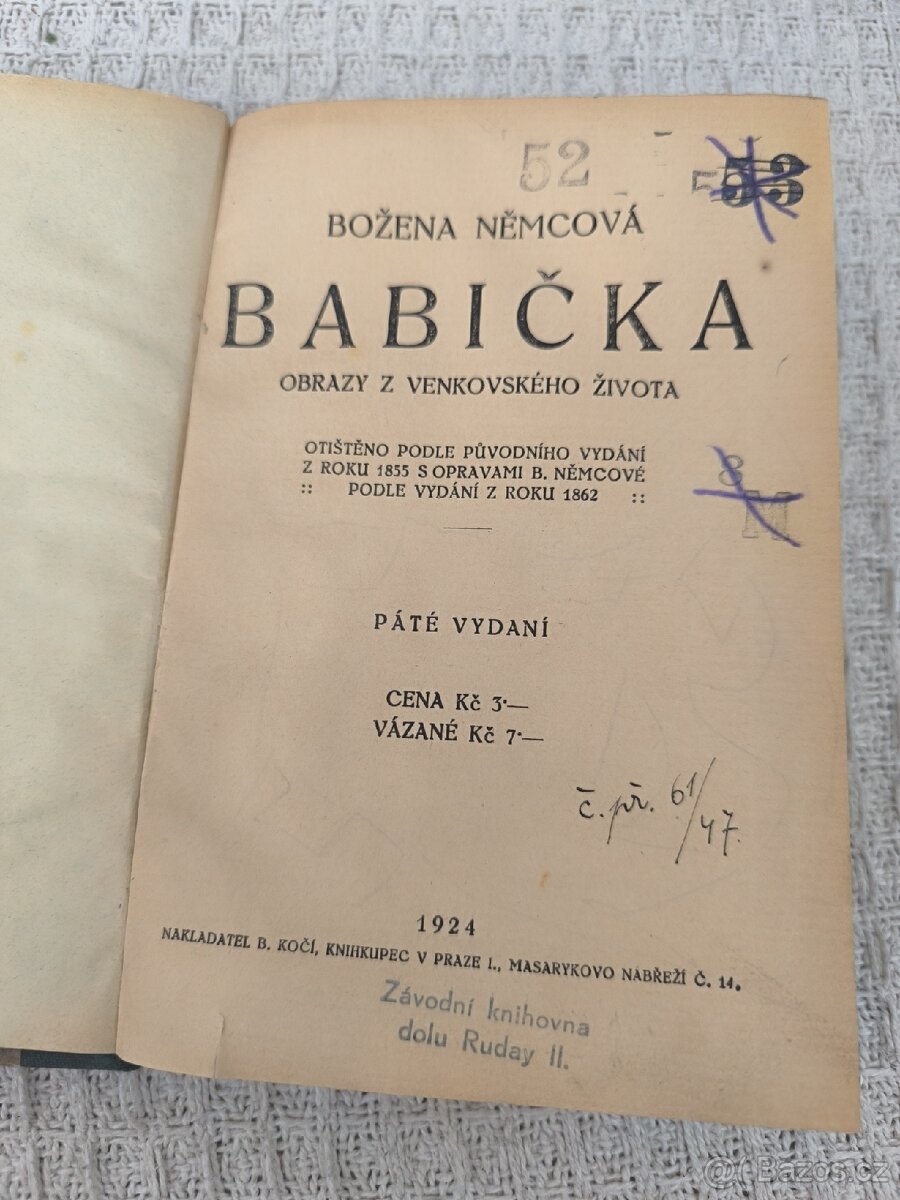 52
53
BOŽENA NĚMCOVÁ
BABIČKA
OBRAZY Z VENKOVSKÉHO ŽIVOTA
OTIŠTĚNO PODLE PŮVODNÍHO VYDÁNÍ
Z ROKU 1855 S OPRAVAMI B. NĚMCOVÉ
:: PODLE VYDÁNÍ Z ROKU 1862 ::
PÁTÉ VYDANÍ
CENA Kč 3·—
VÁZANÉ Kč 7·—
č. př. 61/47.
1924
NAKLADATEL B. KOČÍ, KNIHKUPEC V PRAZE I., MASARYKOVO NÁBŘEŽÍ Č. 14.
Závodní knihovna
dolu Ruday II.
Bazos.cz